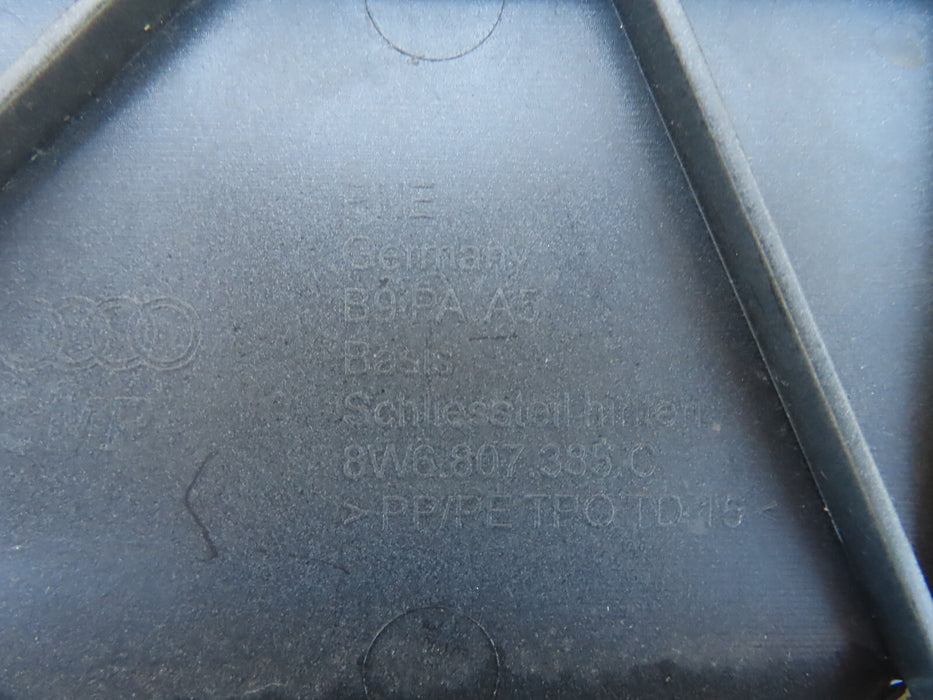 Germany
B9 PA A5
Basis
Schliessteil hinten
8W6.807.385 C
> PP/PE TPO TD 15 <